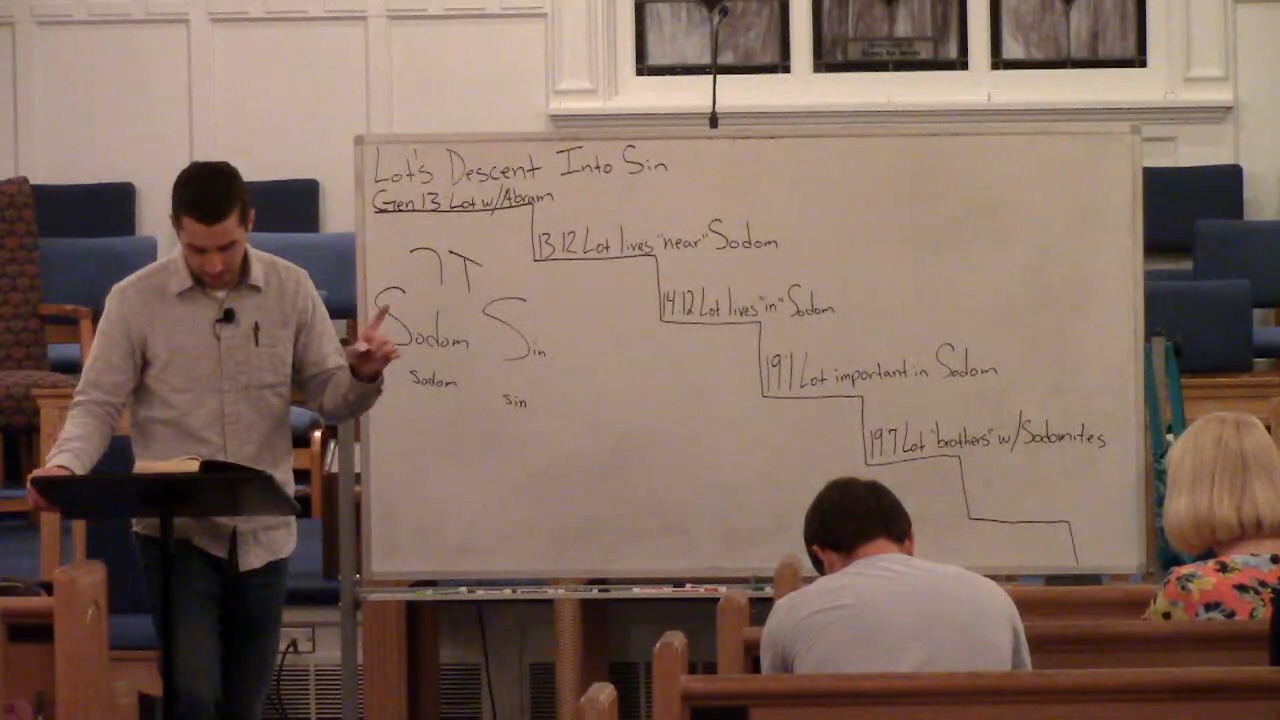 Lot's Descent Into Sin
Gen 13 Lot w/Abram
13:12 Lot lives "near" Sodom
14:12 Lot lives "in" Sodom
19:1 Lot important in Sodom
19:7 Lot "brothers" w/Sodomites
Sodom Sin
Sodom
Sin